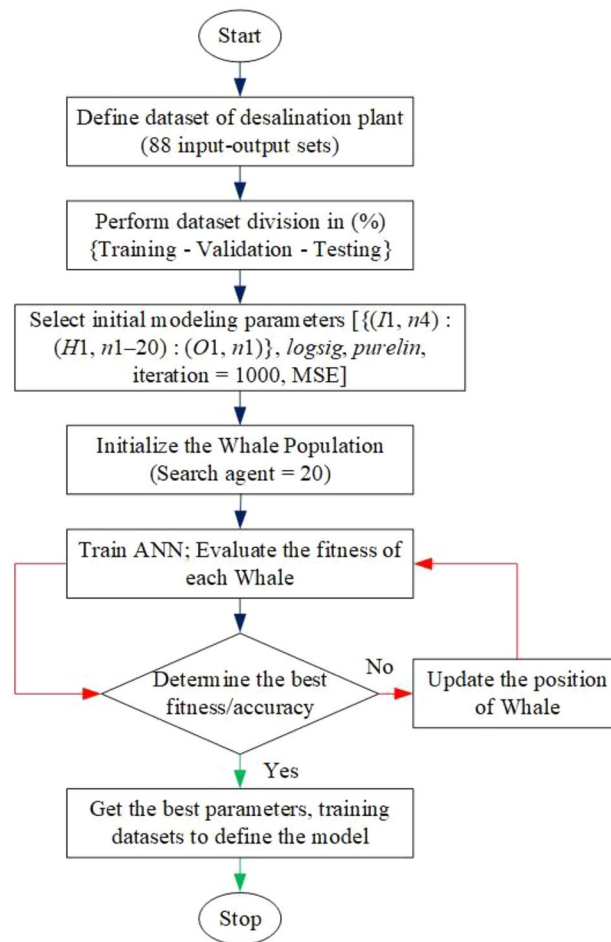 Start
Define dataset of desalination plant
(88 input-output sets)
Perform dataset division in (%)
{Training - Validation - Testing}
Select initial modeling parameters [{(I1, n4) :
(H1, n1–20) : (O1, n1)}, logsig, purelin,
iteration = 1000, MSE]
Initialize the Whale Population
(Search agent = 20)
Train ANN; Evaluate the fitness of
each Whale
Determine the best
fitness/accuracy
No
Update the position
of Whale
Yes
Get the best parameters, training
datasets to define the model
Stop